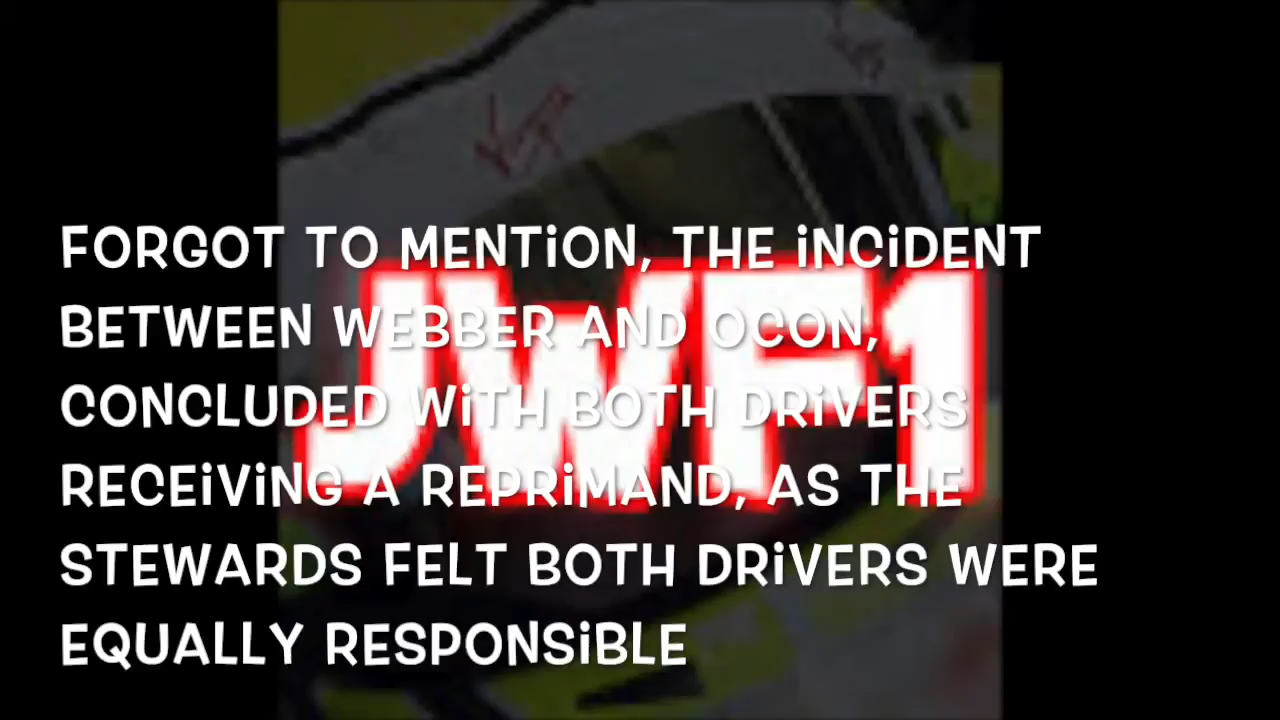 FORGOT TO MENTiON, THE iNCiDENT
BETWEEN WEBBER AND OCON,
CONCLUDED WiTH BOTH DRiVERS
RECEiViNG A REPRiMAND, AS THE
STEWARDS FELT BOTH DRiVERS WERE
EQUALLY RESPONSiBLE
JWF1